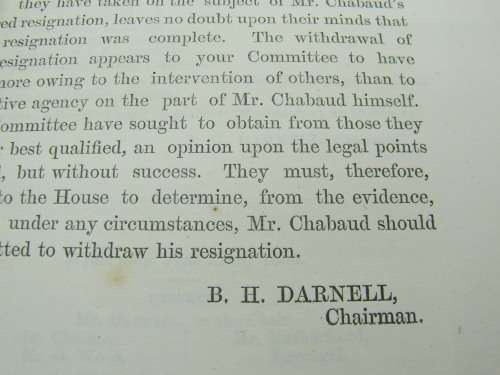 they have taken on the subject of Mr. Chabaud's
red resignation, leaves no doubt upon their minds that
resignation was complete. The withdrawal of
esignation appears to your Committee to have
more owing to the intervention of others, than to
tive agency on the part of Mr. Chabaud himself.
Committee have sought to obtain from those they
r best qualified, an opinion upon the legal points
d, but without success. They must, therefore,
to the House to determine, from the evidence,
under any circumstances, Mr. Chabaud should
tted to withdraw his resignation.
B. H. DARNELL,
Chairman.